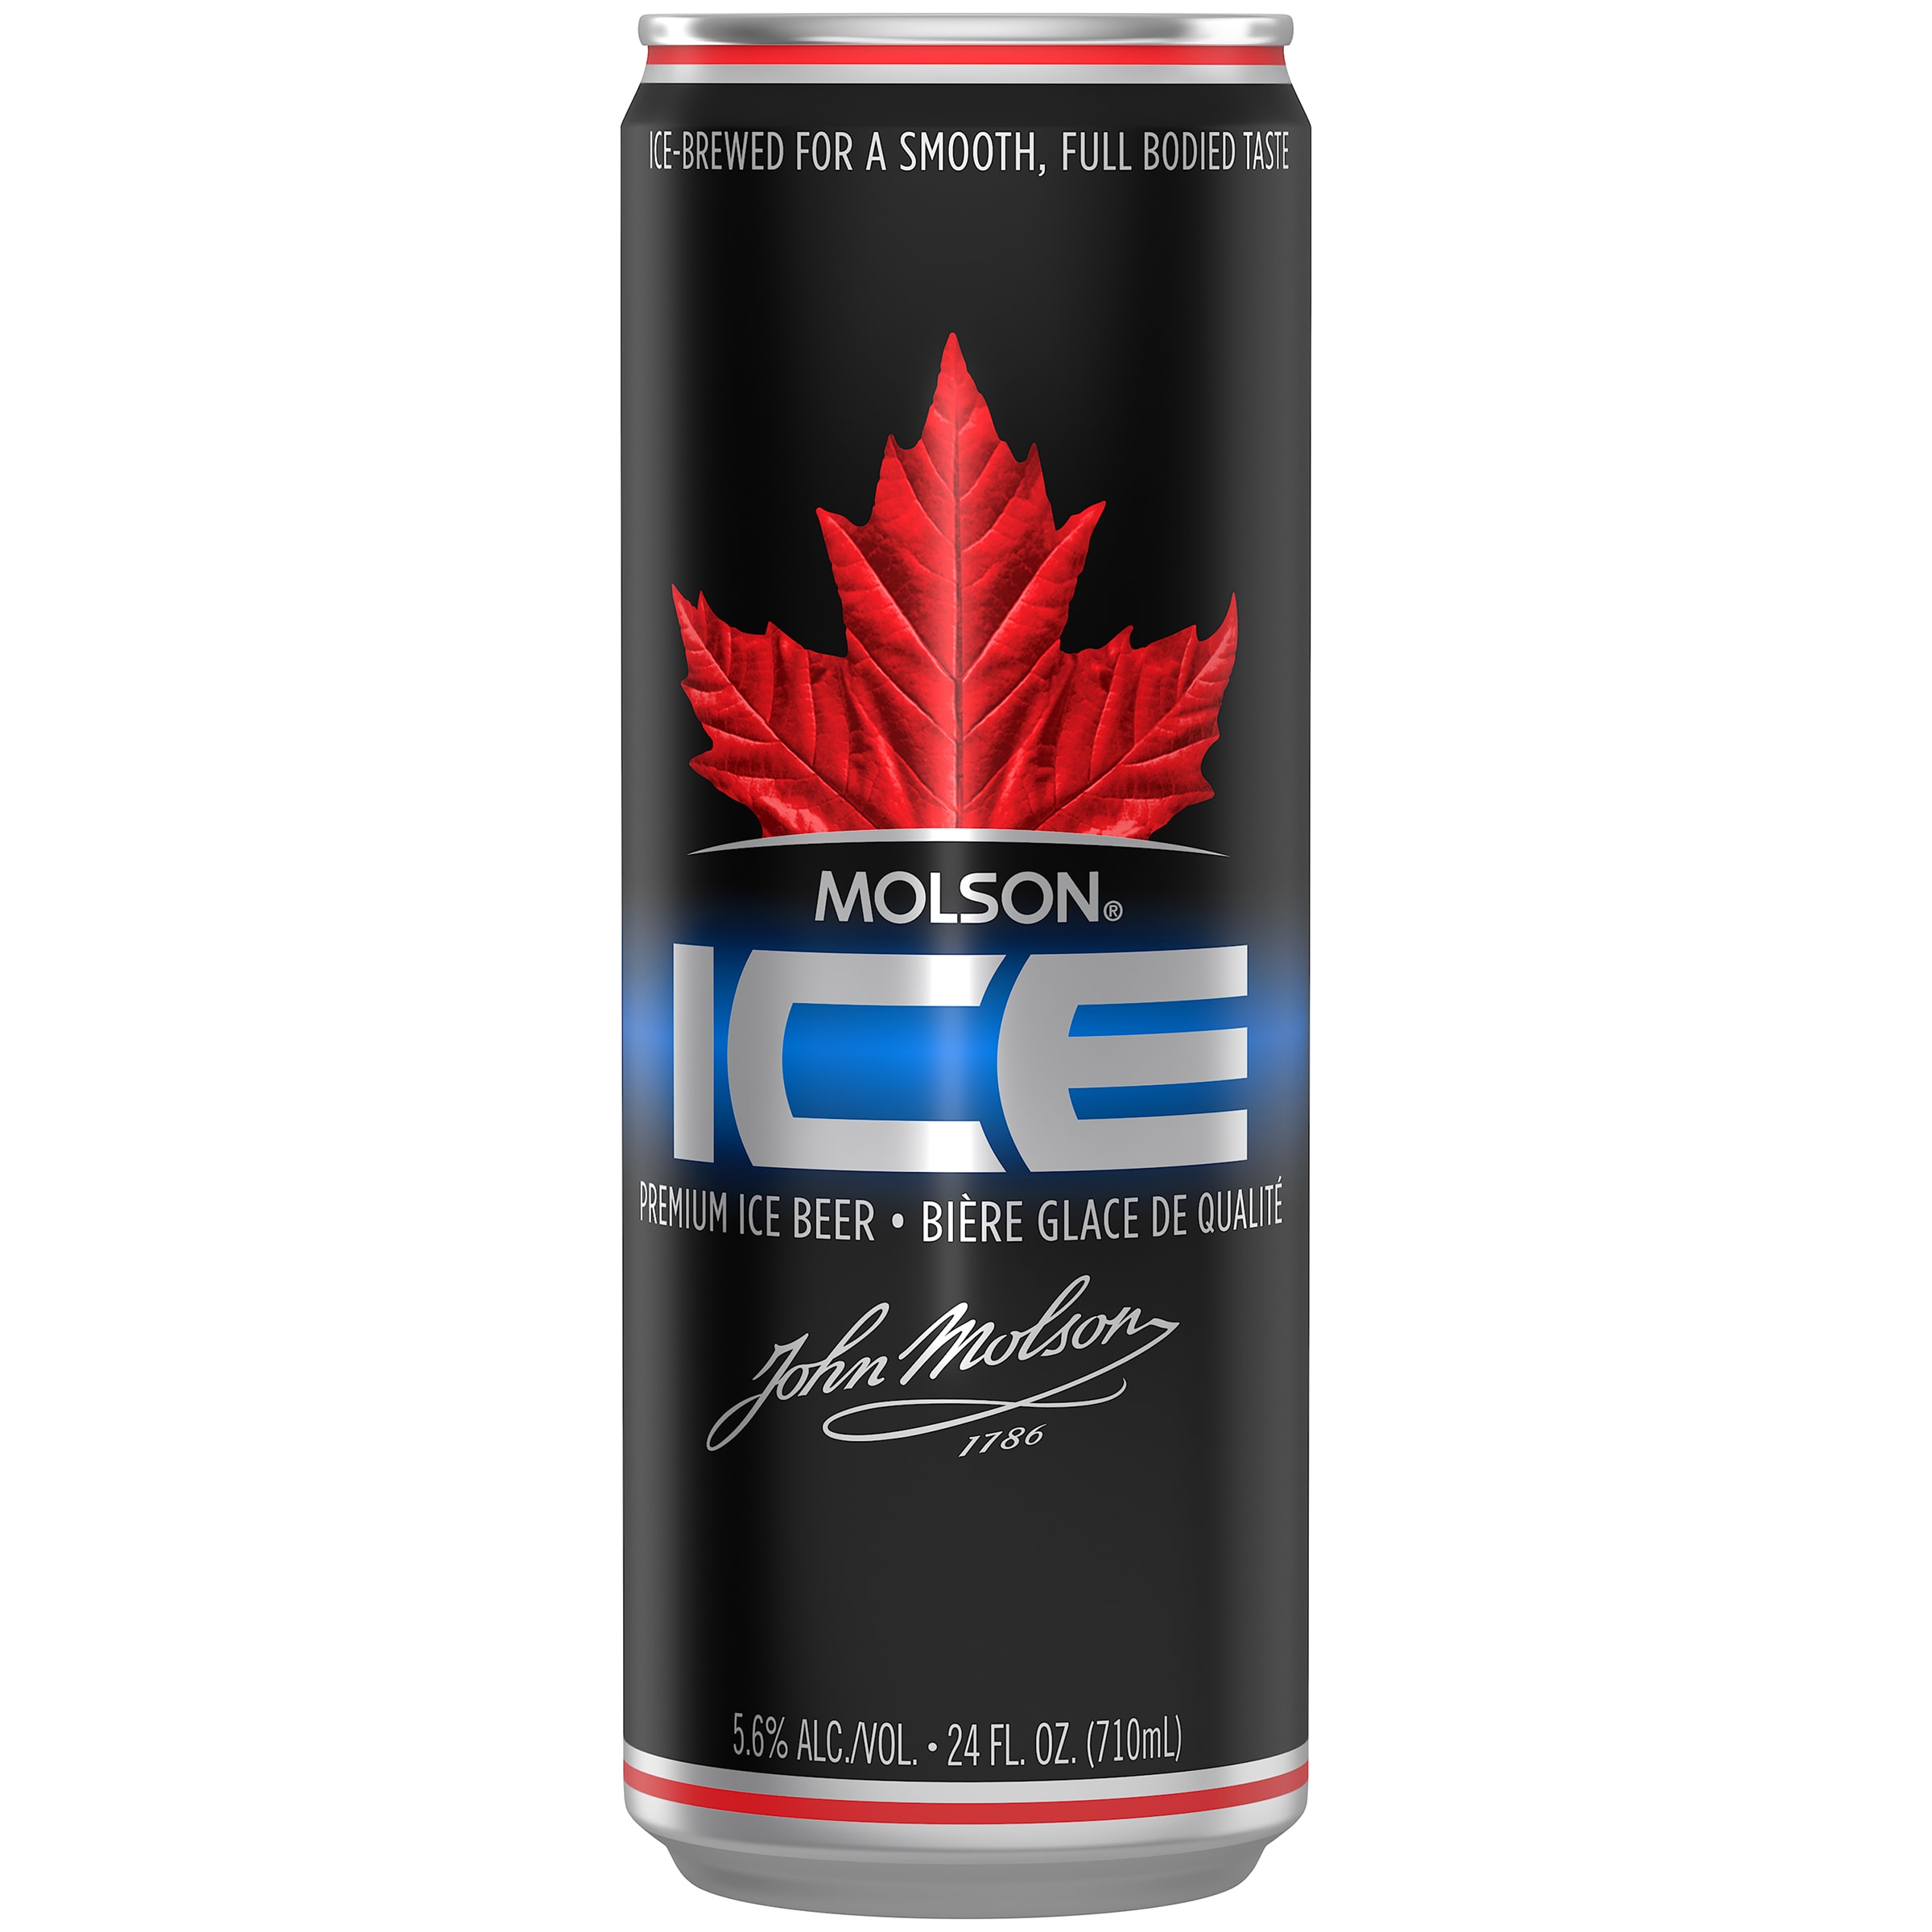 ICE-BREWED FOR A SMOOTH, FULL BODIED TASTE
MOLSON®
ICE
PREMIUM ICE BEER • BIÈRE GLACE DE QUALITÉ
John Molson
1786
5.6% ALC./VOL. • 24 FL. OZ. (710mL)